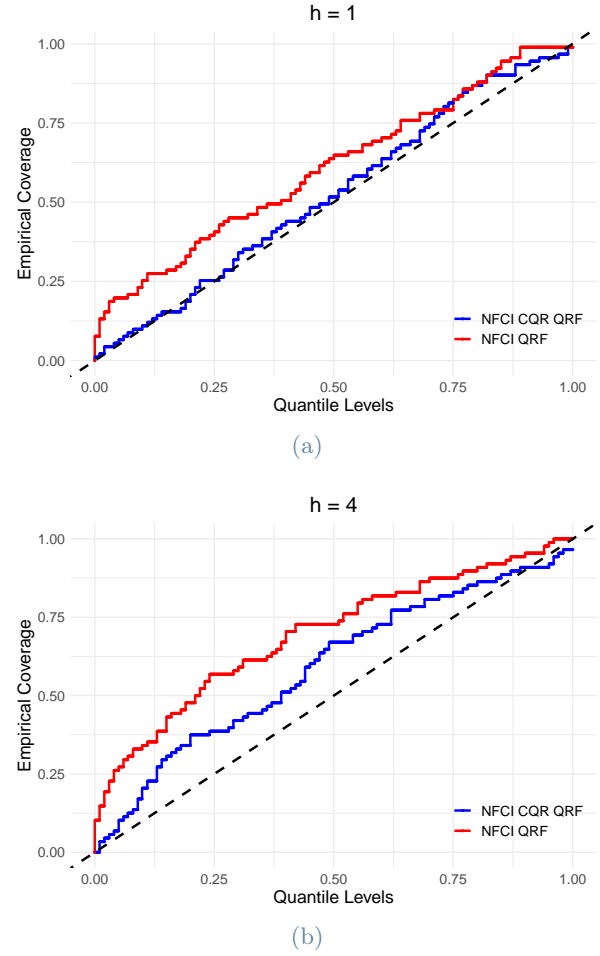 h = 1
1.00
0.75
0.50
0.25
0.00
Empirical Coverage
NFCI CQR QRF
NFCI QRF
0.00 0.25 0.50 0.75 1.00
Quantile Levels
(a)
h = 4
1.00
0.75
0.50
0.25
0.00
Empirical Coverage
NFCI CQR QRF
NFCI QRF
0.00 0.25 0.50 0.75 1.00
Quantile Levels
(b)